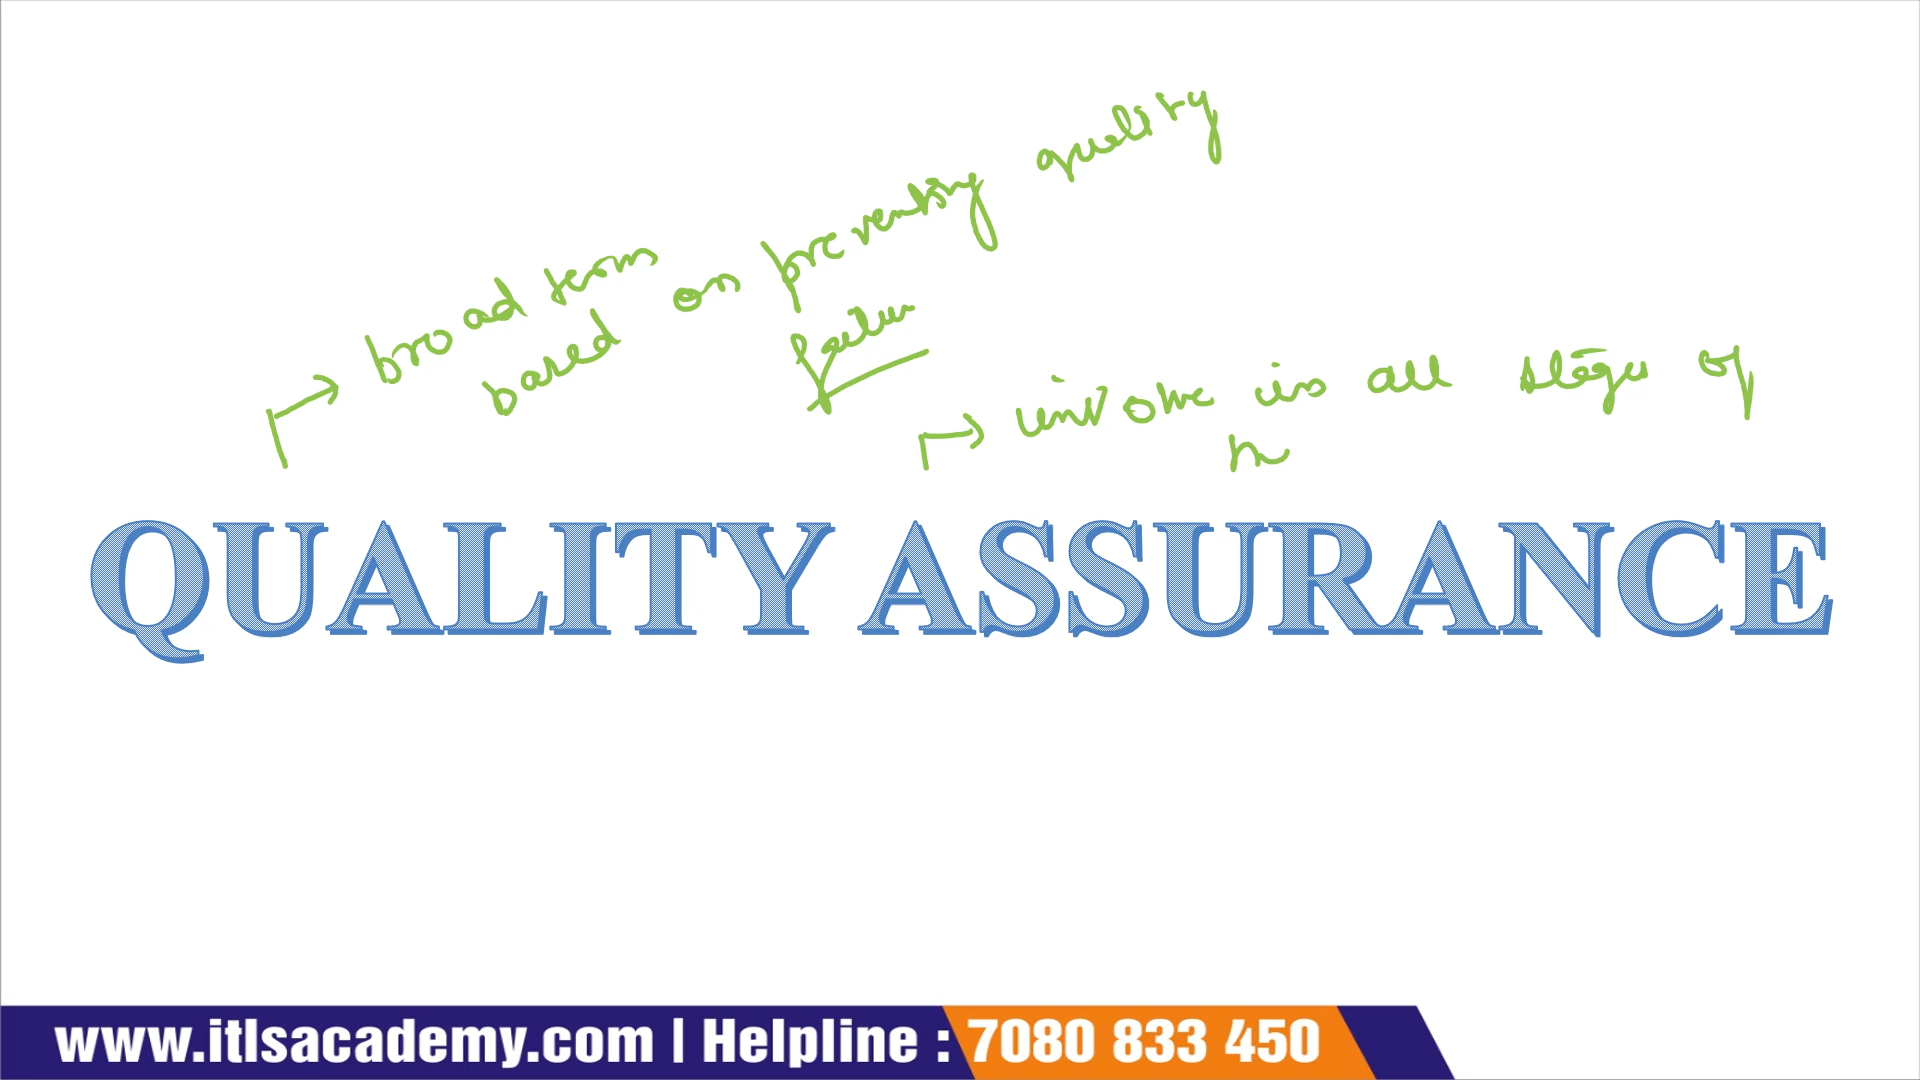 broad term
based on preventing quality
failure
involve in all stages of
QUALITY ASSURANCE
www.itlsacademy.com | Helpline : 7080 833 450